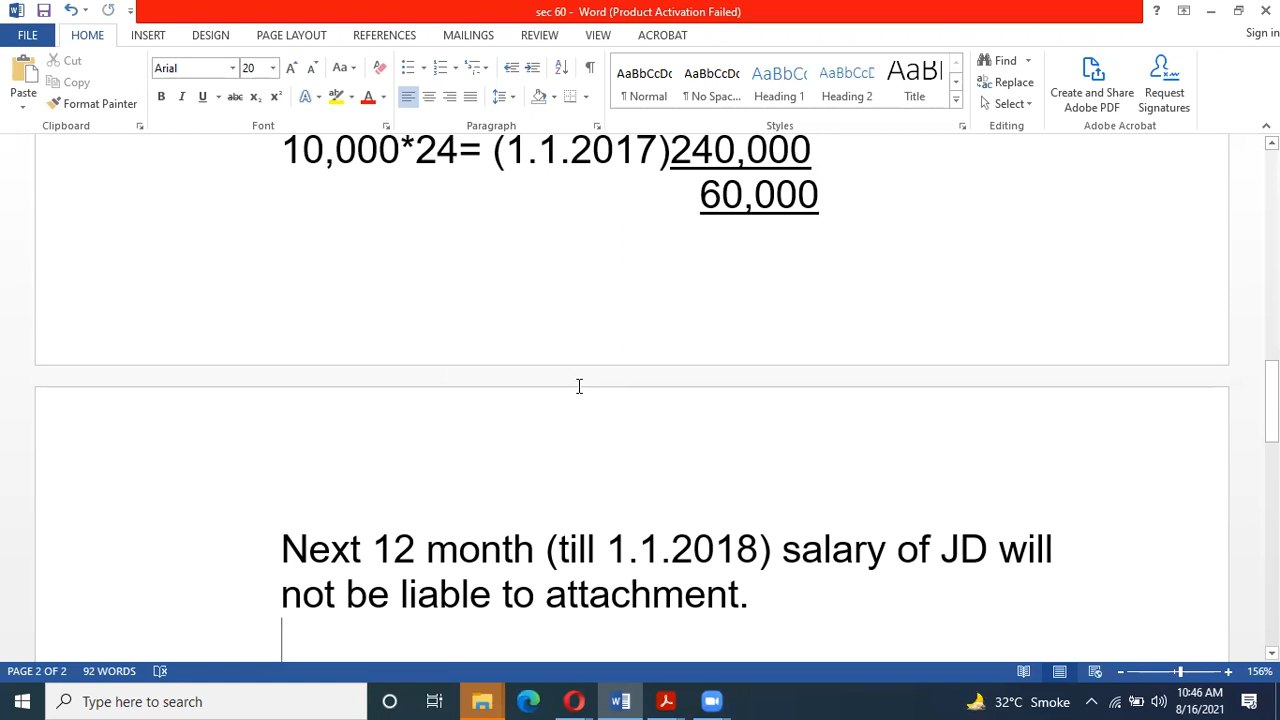 sec 60 - Word (Product Activation Failed)
?
Sign in
FILE HOME INSERT DESIGN PAGE LAYOUT REFERENCES MAILINGS REVIEW VIEW ACROBAT
Paste
Cut
Copy
Format Painter
Clipboard
Arial 20
Aa
B I U abc x₂ x² A A
Font
Paragraph
AaBbCcDc AaBbCcDc AaBbCc AaBbCcD AaBl
¶ Normal ¶ No Spac... Heading 1 Heading 2 Title
Styles
Find
Replace
Select
Editing
Create and Share
Adobe PDF
Request
Signatures
Adobe Acrobat
10,000*24= (1.1.2017)240,000
60,000
Next 12 month (till 1.1.2018) salary of JD will
not be liable to attachment.
PAGE 2 OF 2 92 WORDS 156%
Type here to search
32°C Smoke
10:46 AM
8/16/2021